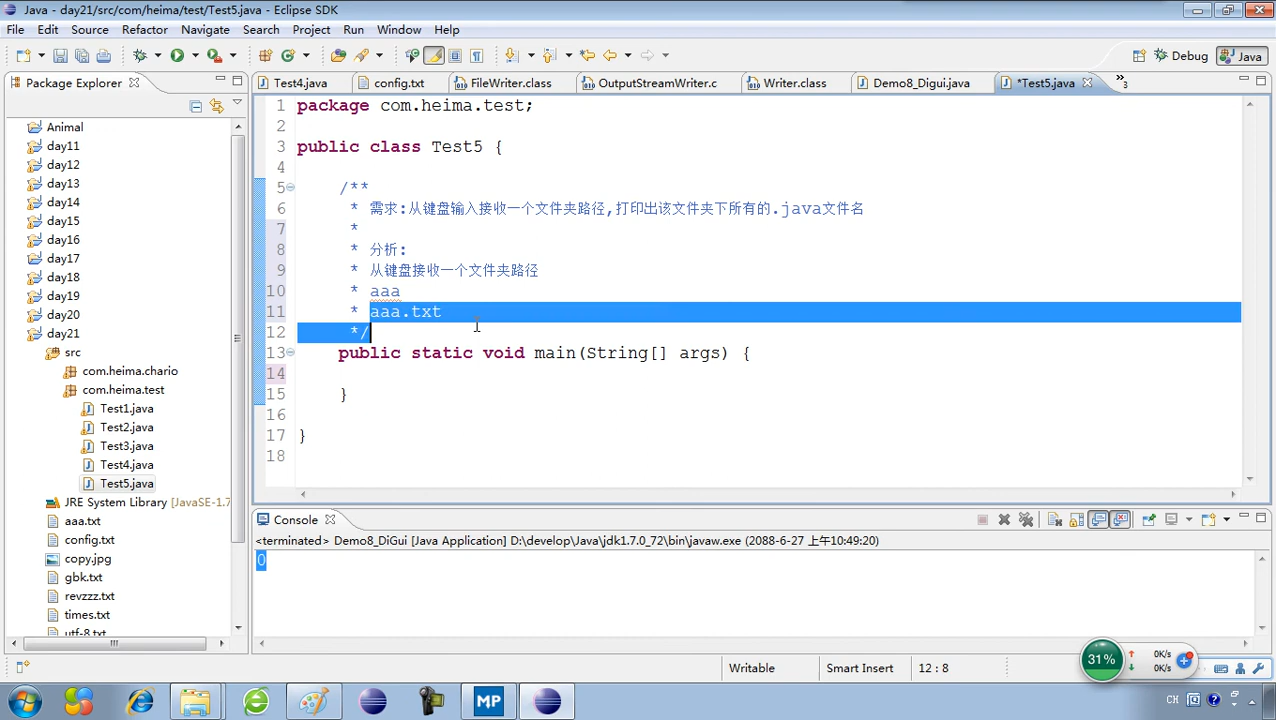 Java - day21/src/com/heima/test/Test5.java - Eclipse SDK
File Edit Source Refactor Navigate Search Project Run Window Help
Debug Java
Package Explorer
Test4.java config.txt FileWriter.class OutputStreamWriter.c Writer.class Demo8_Digui.java *Test5.java »3
Animal
day11
day12
day13
day14
day15
day16
day17
day18
day19
day20
day21
src
com.heima.chario
com.heima.test
Test1.java
Test2.java
Test3.java
Test4.java
Test5.java
JRE System Library [JavaSE-1.7
aaa.txt
config.txt
copy.jpg
gbk.txt
revzzz.txt
times.txt
utf-8.txt
1 package com.heima.test;
2
3 public class Test5 {
4
5 /**
6 * 需求:从键盘输入接收一个文件夹路径,打印出该文件夹下所有的.java文件名
7 *
8 * 分析:
9 * 从键盘接收一个文件夹路径
10 * aaa
11 * aaa.txt
12 */
13 public static void main(String[] args) {
14
15 }
16
17 }
18
Console
<terminated> Demo8_DiGui [Java Application] D:\develop\Java\jdk1.7.0_72\bin\javaw.exe (2088-6-27 上午10:49:20)
0
Writable Smart Insert 12 : 8
31% 0K/s
0K/s
MP CH